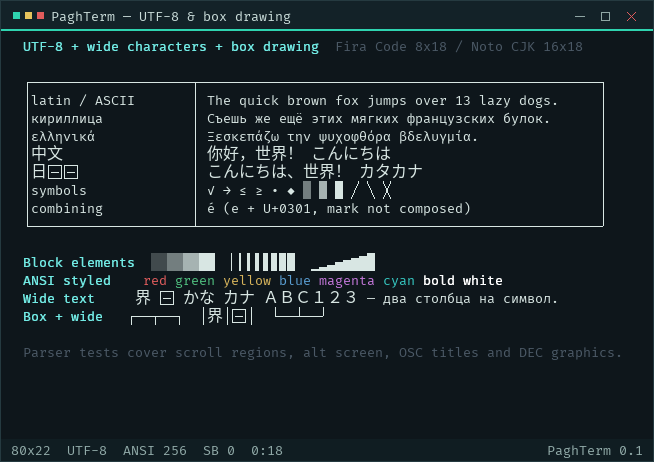 PaghTerm — UTF-8 & box drawing
UTF-8 + wide characters + box drawing Fira Code 8x18 / Noto CJK 16x18
latin / ASCII The quick brown fox jumps over 13 lazy dogs.
кириллица Съешь же ещё этих мягких французских булок.
ελληνικά Ξεσκεπάζω την ψυχοφθόρα βδελυγμία.
中文 你好，世界！ こんにちは
日 こんにちは、世界！ カタカナ
symbols √ → ≤ ≥ • ◆ ░ ▒ █ ╱ ╲ ╳
combining é (e + U+0301, mark not composed)
Block elements
ANSI styled red green yellow blue magenta cyan bold white
Wide text 界 かな カナ ＡＢＣ１２３ — два столбца на символ.
Box + wide 界
Parser tests cover scroll regions, alt screen, OSC titles and DEC graphics.
80x22 UTF-8 ANSI 256 SB 0 0:18 PaghTerm 0.1